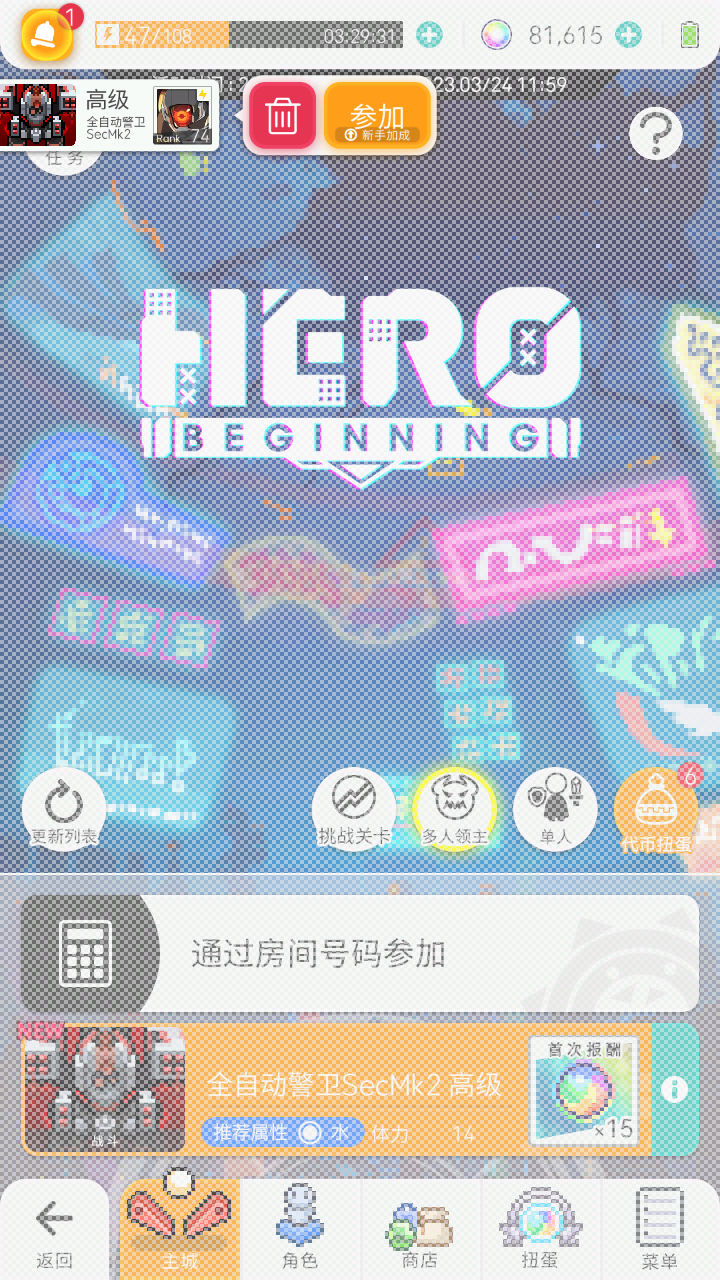 1
47/108
03:29:31
81,615
23.03/24 11:59
高级
全自动警卫
SecMk2
Rank 74
参加
新手加成
?
任务
HERO
BEGINNING
更新列表
挑战关卡
多人领主
单人
6
代币扭蛋
通过房间号码参加
NEW
战斗
全自动警卫SecMk2 高级
推荐属性 水 体力 14
首次报酬
×15
返回
主城
角色
商店
扭蛋
菜单